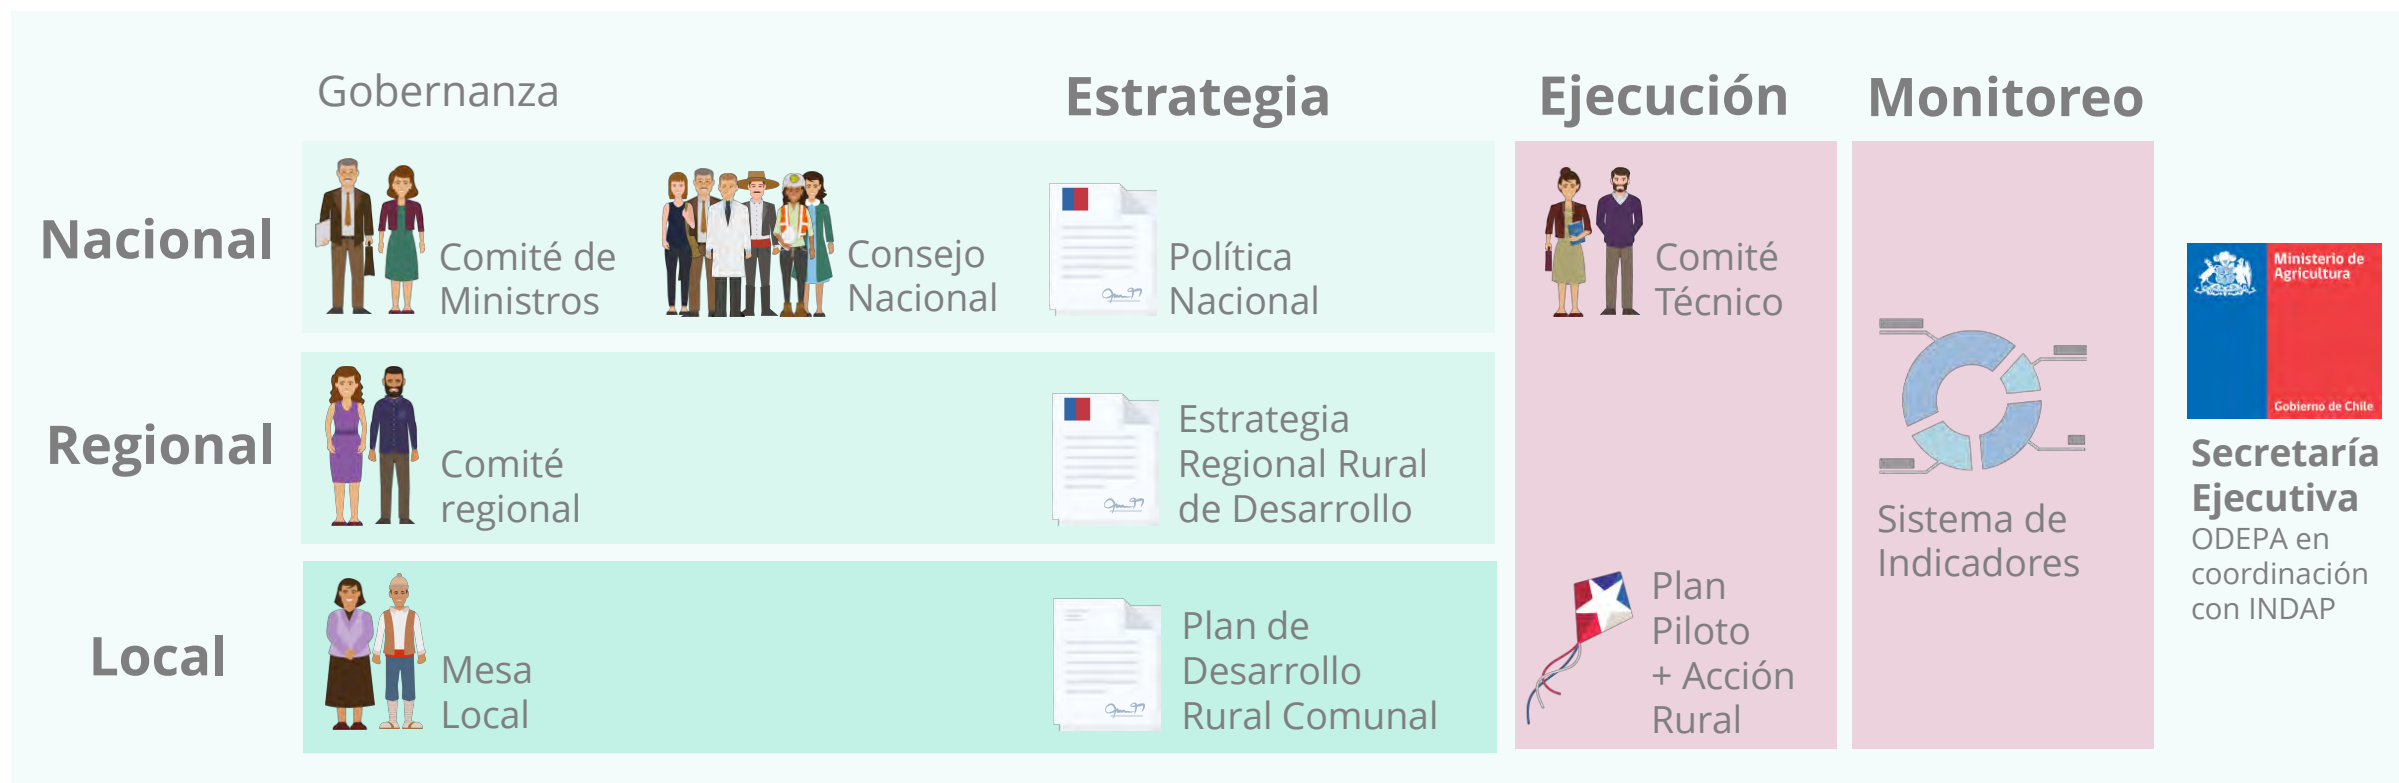 Gobernanza
Estrategia
Ejecución
Monitoreo
Nacional
Comité de
Ministros
Consejo
Nacional
Política
Nacional
Comité
Técnico
Regional
Comité
regional
Estrategia
Regional Rural
de Desarrollo
Local
Mesa
Local
Plan de
Desarrollo
Rural Comunal
Plan
Piloto
+ Acción
Rural
Sistema de
Indicadores
Ministerio de
Agricultura
Gobierno de Chile
Secretaría
Ejecutiva
ODEPA en
coordinación
con INDAP